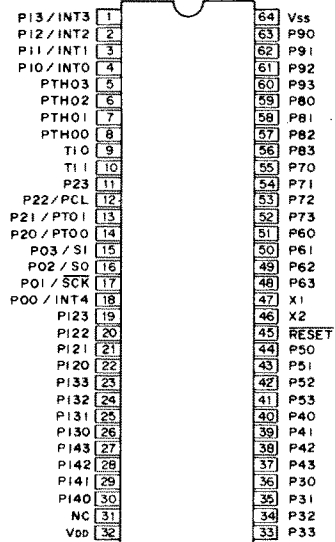 P13/INT3 1 64 Vss
P12/INT2 2 63 P90
P11/INT1 3 62 P91
P10/INT0 4 61 P92
PTH03 5 60 P93
PTH02 6 59 P80
PTH01 7 58 P81
PTH00 8 57 P82
TI0 9 56 P83
TI1 10 55 P70
P23 11 54 P71
P22/PCL 12 53 P72
P21/PTO1 13 52 P73
P20/PTO0 14 51 P60
P03/SI 15 50 P61
P02/SO 16 49 P62
P01/SCK 17 48 P63
P00/INT4 18 47 X1
P123 19 46 X2
P122 20 45 RESET
P121 21 44 P50
P120 22 43 P51
P133 23 42 P52
P132 24 41 P53
P131 25 40 P40
P130 26 39 P41
P143 27 38 P42
P142 28 37 P43
P141 29 36 P30
P140 30 35 P31
NC 31 34 P32
VDD 32 33 P33